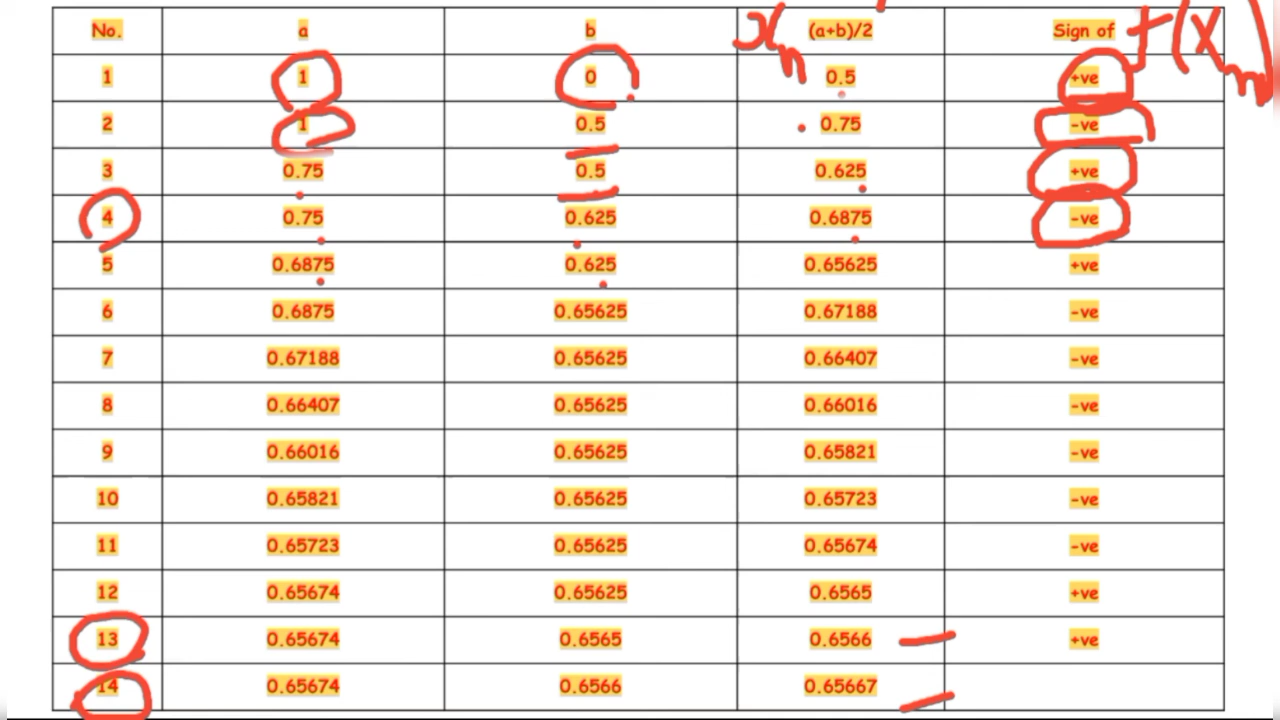 No. a b xn (a+b)/2 Sign of f(xn)
1 1 0 0.5 +ve
2 1 0.5 0.75 -ve
3 0.75 0.5 0.625 +ve
4 0.75 0.625 0.6875 -ve
5 0.6875 0.625 0.65625 +ve
6 0.6875 0.65625 0.67188 -ve
7 0.67188 0.65625 0.66407 -ve
8 0.66407 0.65625 0.66016 -ve
9 0.66016 0.65625 0.65821 -ve
10 0.65821 0.65625 0.65723 -ve
11 0.65723 0.65625 0.65674 -ve
12 0.65674 0.65625 0.6565 +ve
13 0.65674 0.6565 0.6566 +ve
14 0.65674 0.6566 0.65667